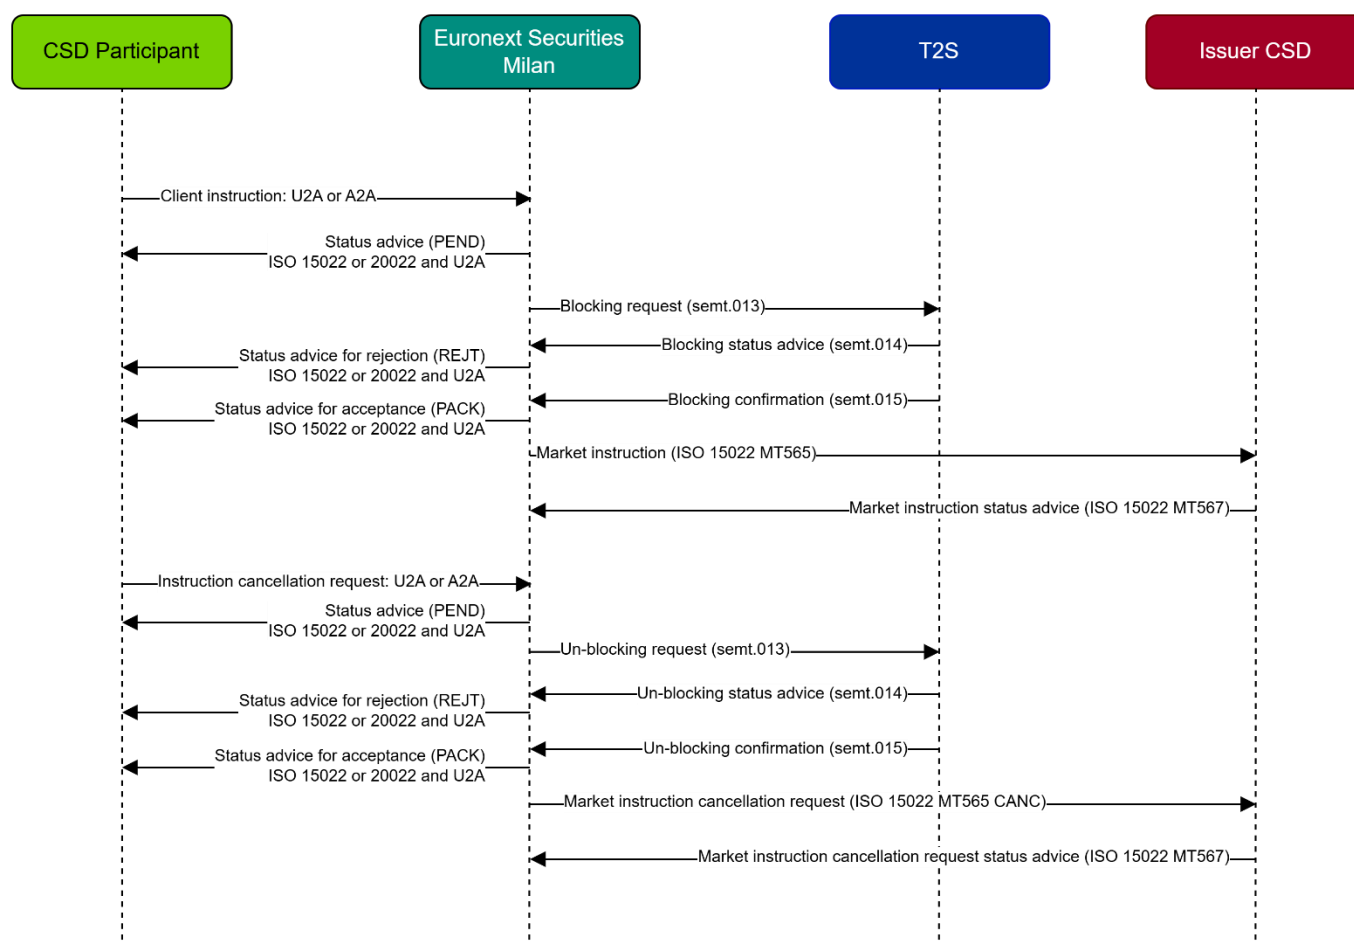 CSD Participant
Euronext Securities
Milan
T2S
Issuer CSD
Client instruction: U2A or A2A
Status advice (PEND)
ISO 15022 or 20022 and U2A
Blocking request (semt.013)
Blocking status advice (semt.014)
Status advice for rejection (REJT)
ISO 15022 or 20022 and U2A
Blocking confirmation (semt.015)
Status advice for acceptance (PACK)
ISO 15022 or 20022 and U2A
Market instruction (ISO 15022 MT565)
Market instruction status advice (ISO 15022 MT567)
Instruction cancellation request: U2A or A2A
Status advice (PEND)
ISO 15022 or 20022 and U2A
Un-blocking request (semt.013)
Un-blocking status advice (semt.014)
Status advice for rejection (REJT)
ISO 15022 or 20022 and U2A
Un-blocking confirmation (semt.015)
Status advice for acceptance (PACK)
ISO 15022 or 20022 and U2A
Market instruction cancellation request (ISO 15022 MT565 CANC)
Market instruction cancellation request status advice (ISO 15022 MT567)